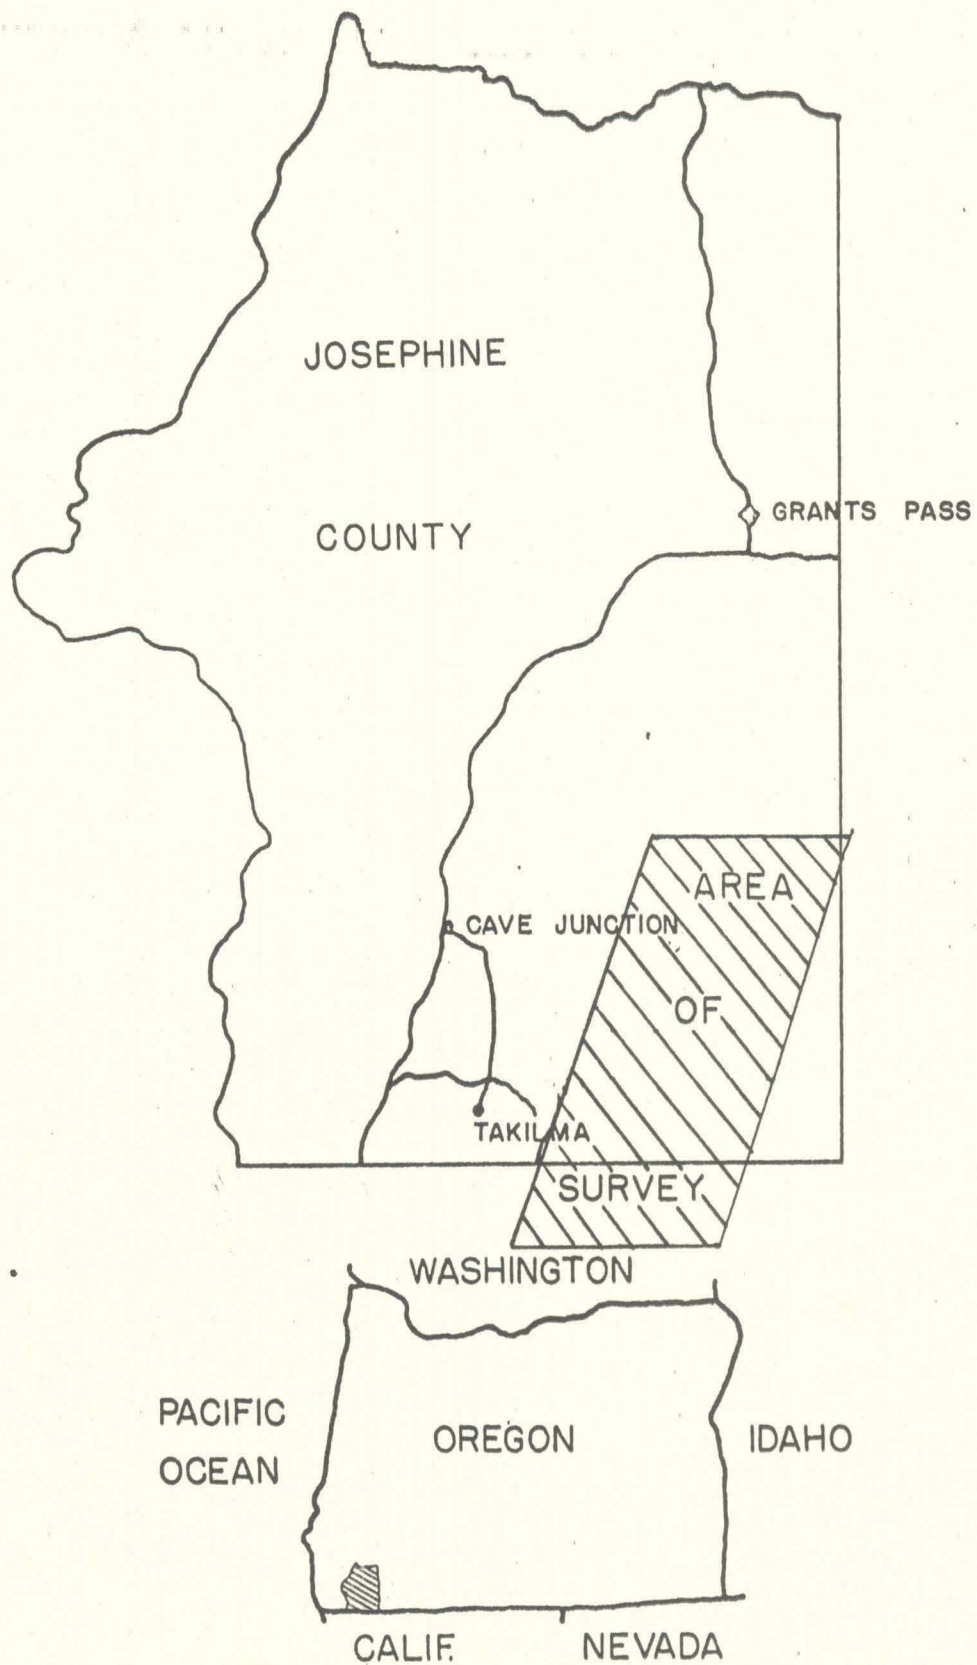 JOSEPHINE
COUNTY
GRANTS PASS
AREA
CAVE JUNCTION
OF
TAKILMA
SURVEY
WASHINGTON
PACIFIC
OCEAN
OREGON
IDAHO
CALIF.
NEVADA